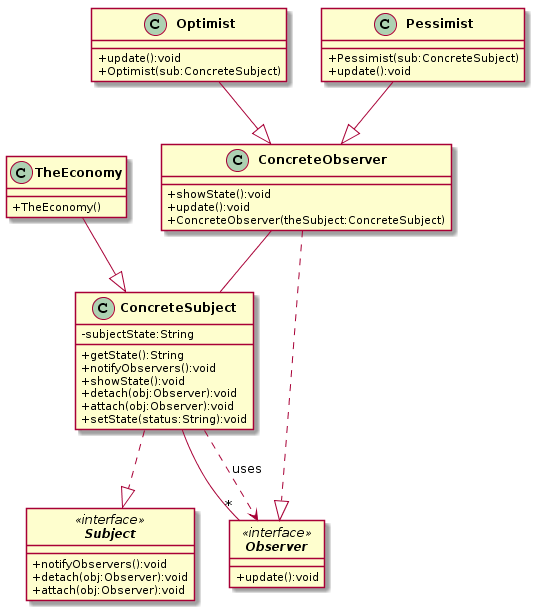 C Optimist
+update():void
+Optimist(sub:ConcreteSubject)
C Pessimist
+Pessimist(sub:ConcreteSubject)
+update():void
C TheEconomy
+TheEconomy()
C ConcreteObserver
+showState():void
+update():void
+ConcreteObserver(theSubject:ConcreteSubject)
C ConcreteSubject
-subjectState:String
+getState():String
+notifyObservers():void
+showState():void
+detach(obj:Observer):void
+attach(obj:Observer):void
+setState(status:String):void
uses
*
«interface»
Subject
+notifyObservers():void
+detach(obj:Observer):void
+attach(obj:Observer):void
«interface»
Observer
+update():void